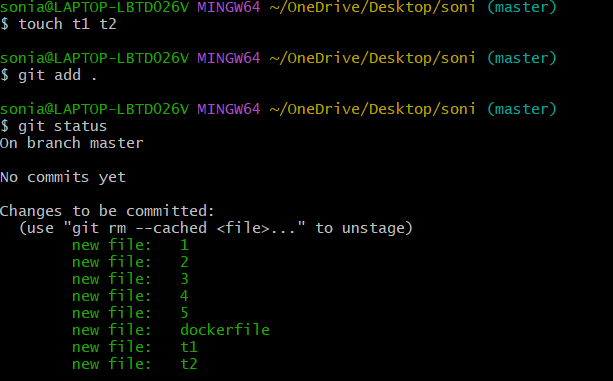 sonia@LAPTOP-LBTD026V MINGW64 ~/OneDrive/Desktop/soni (master)
$ touch t1 t2
sonia@LAPTOP-LBTD026V MINGW64 ~/OneDrive/Desktop/soni (master)
$ git add .
sonia@LAPTOP-LBTD026V MINGW64 ~/OneDrive/Desktop/soni (master)
$ git status
On branch master
No commits yet
Changes to be committed:
  (use "git rm --cached <file>..." to unstage)
        new file:   1
        new file:   2
        new file:   3
        new file:   4
        new file:   5
        new file:   dockerfile
        new file:   t1
        new file:   t2